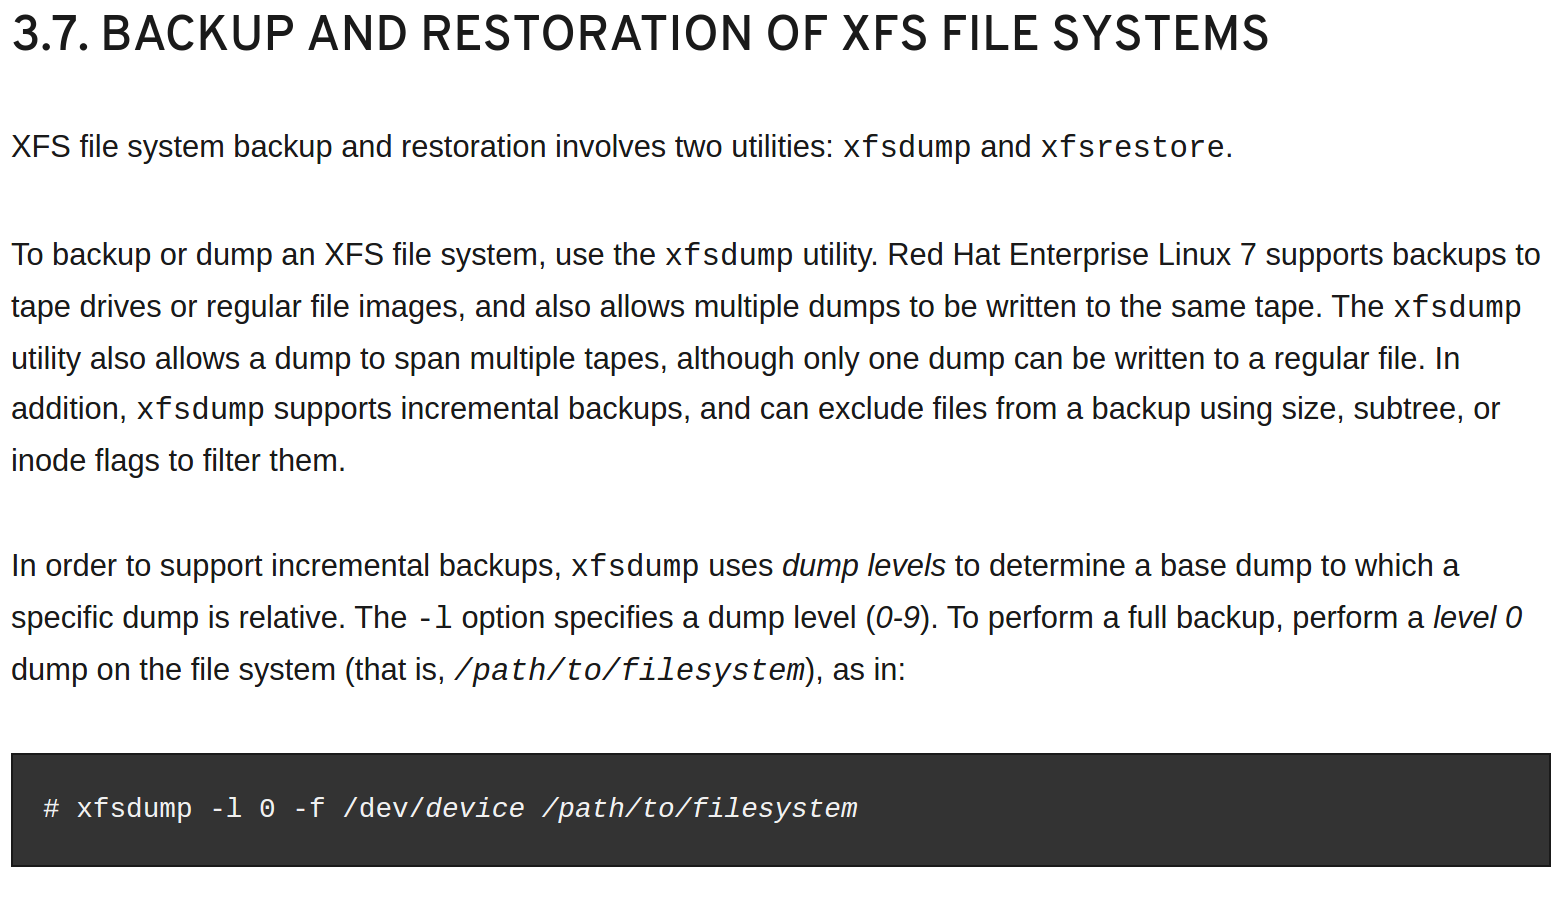 3.7. BACKUP AND RESTORATION OF XFS FILE SYSTEMS
XFS file system backup and restoration involves two utilities: xfsdump and xfsrestore.
To backup or dump an XFS file system, use the xfsdump utility. Red Hat Enterprise Linux 7 supports backups to
tape drives or regular file images, and also allows multiple dumps to be written to the same tape. The xfsdump
utility also allows a dump to span multiple tapes, although only one dump can be written to a regular file. In
addition, xfsdump supports incremental backups, and can exclude files from a backup using size, subtree, or
inode flags to filter them.
In order to support incremental backups, xfsdump uses dump levels to determine a base dump to which a
specific dump is relative. The -l option specifies a dump level (0-9). To perform a full backup, perform a level 0
dump on the file system (that is, /path/to/filesystem), as in:
# xfsdump -l 0 -f /dev/device /path/to/filesystem